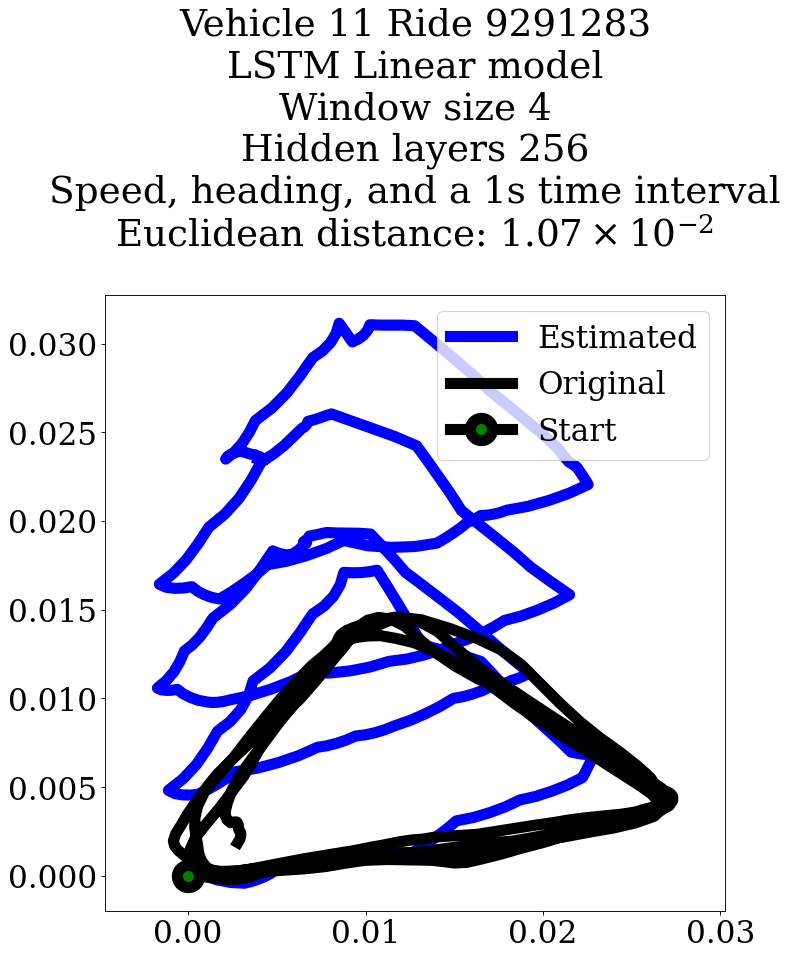 Vehicle 11 Ride 9291283
LSTM Linear model
Window size 4
Hidden layers 256
Speed, heading, and a 1s time interval
Euclidean distance: 1.07 × 10⁻²
Estimated
Original
Start
0.030
0.025
0.020
0.015
0.010
0.005
0.000
0.00 0.01 0.02 0.03